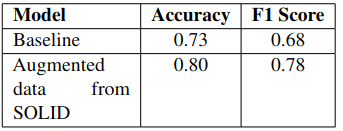 Model Accuracy F1 Score
Baseline 0.73 0.68
Augmented 0.80 0.78
data from
SOLID